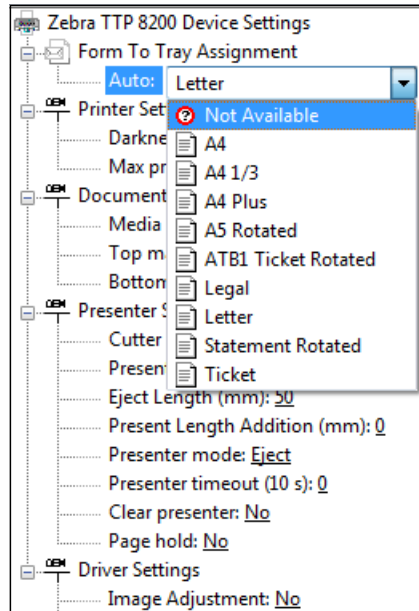 Zebra TTP 8200 Device Settings
Form To Tray Assignment
Auto: Letter
Printer Set Not Available
Darkne A4
Max pr A4 1/3
Document A4 Plus
Media A5 Rotated
Top ma ATB1 Ticket Rotated
Bottom Legal
Presenter S Letter
Cutter Statement Rotated
Present Ticket
Eject Length (mm): 50
Present Length Addition (mm): 0
Presenter mode: Eject
Presenter timeout (10 s): 0
Clear presenter: No
Page hold: No
Driver Settings
Image Adjustment: No